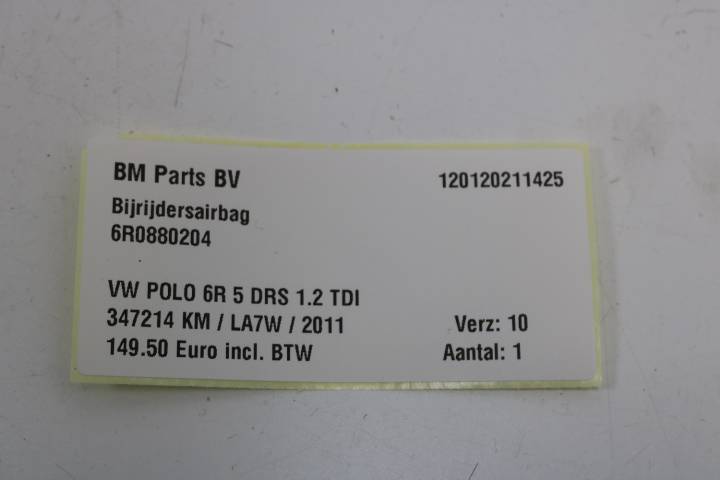 BM Parts BV 120120211425
Bijrijdersairbag
6R0880204
VW POLO 6R 5 DRS 1.2 TDI
347214 KM / LA7W / 2011 Verz: 10
149.50 Euro incl. BTW Aantal: 1